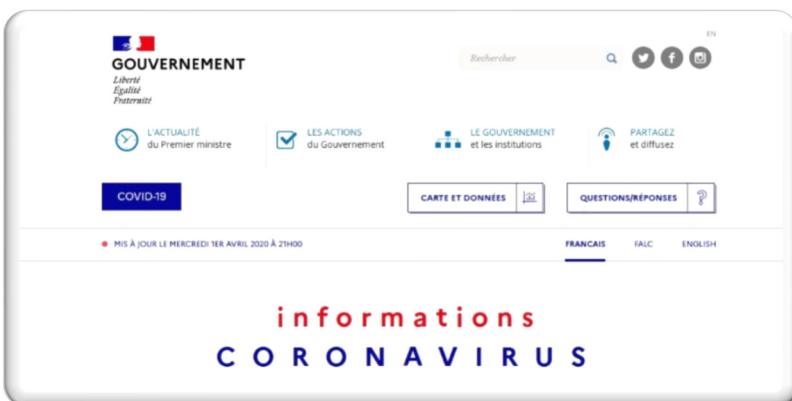 EN
GOUVERNEMENT
Liberté
Égalité
Fraternité
Rechercher
L'ACTUALITÉ
du Premier ministre
LES ACTIONS
du Gouvernement
LE GOUVERNEMENT
et les institutions
PARTAGEZ
et diffusez
COVID-19
CARTE ET DONNÉES
QUESTIONS/RÉPONSES
MIS À JOUR LE MERCREDI 1ER AVRIL 2020 À 21H00
FRANCAIS FALC ENGLISH
informations
CORONAVIRUS